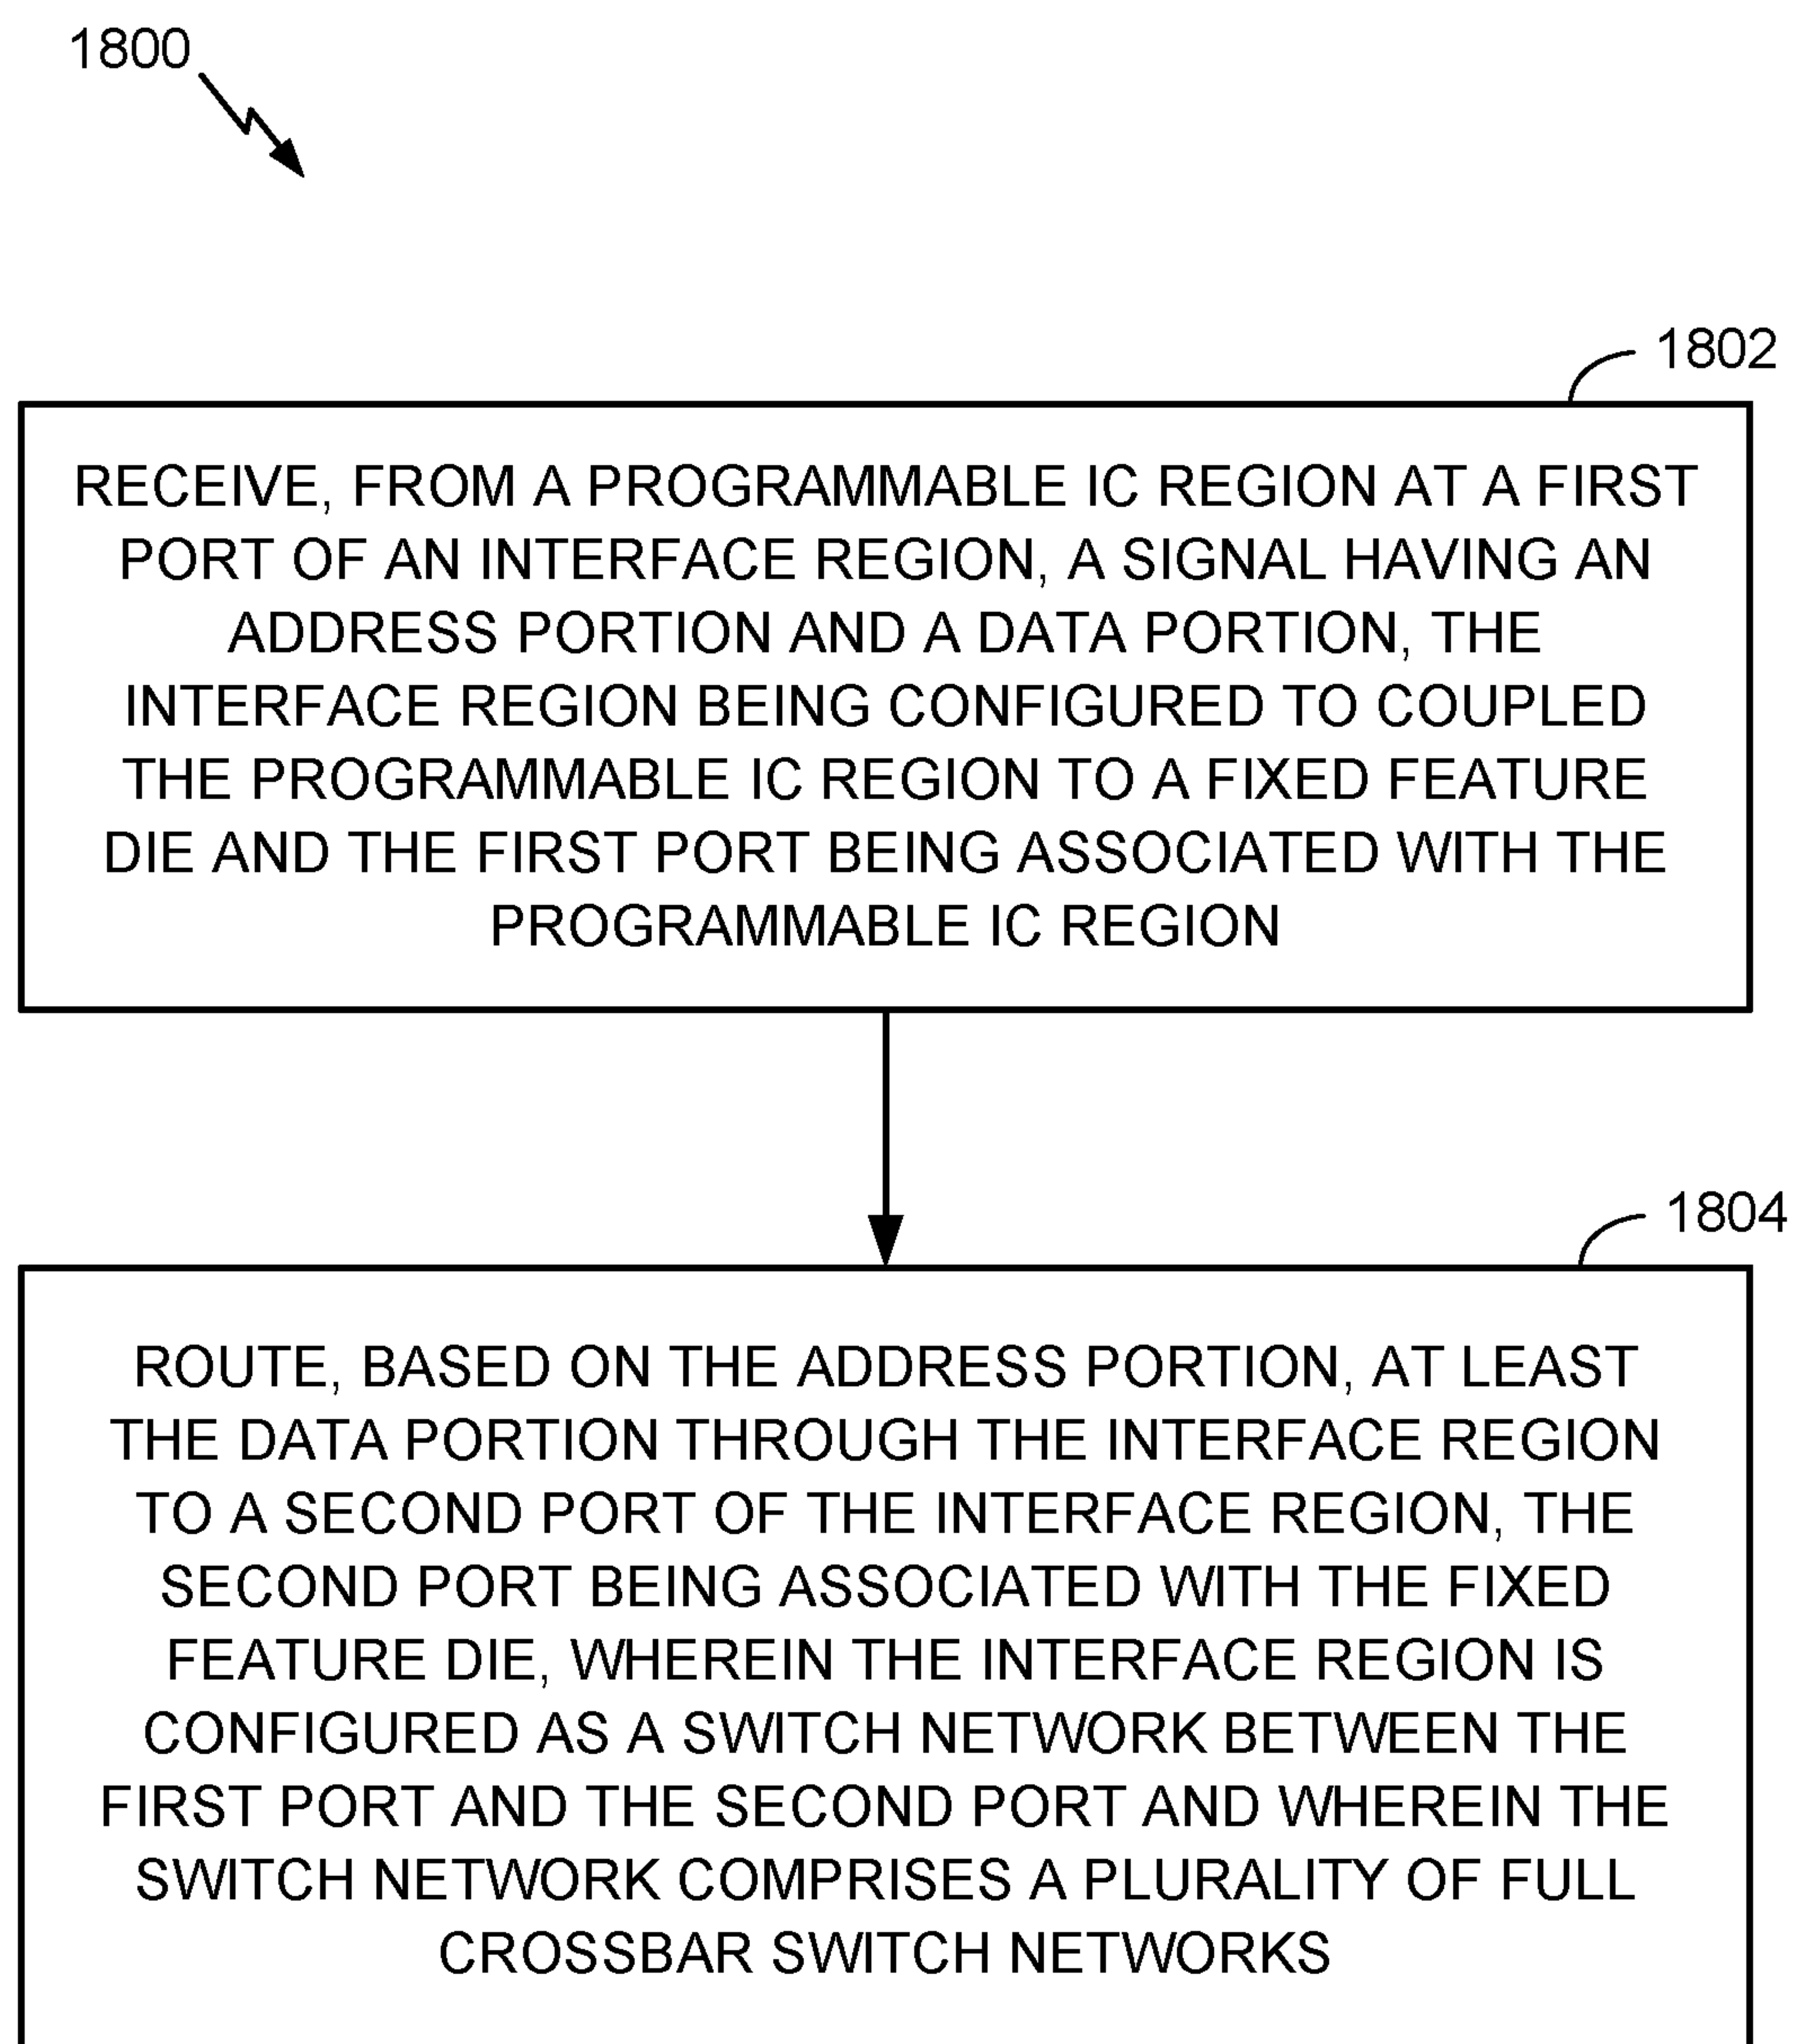 1800
1802
RECEIVE, FROM A PROGRAMMABLE IC REGION AT A FIRST
PORT OF AN INTERFACE REGION, A SIGNAL HAVING AN
ADDRESS PORTION AND A DATA PORTION, THE
INTERFACE REGION BEING CONFIGURED TO COUPLED
THE PROGRAMMABLE IC REGION TO A FIXED FEATURE
DIE AND THE FIRST PORT BEING ASSOCIATED WITH THE
PROGRAMMABLE IC REGION
1804
ROUTE, BASED ON THE ADDRESS PORTION, AT LEAST
THE DATA PORTION THROUGH THE INTERFACE REGION
TO A SECOND PORT OF THE INTERFACE REGION, THE
SECOND PORT BEING ASSOCIATED WITH THE FIXED
FEATURE DIE, WHEREIN THE INTERFACE REGION IS
CONFIGURED AS A SWITCH NETWORK BETWEEN THE
FIRST PORT AND THE SECOND PORT AND WHEREIN THE
SWITCH NETWORK COMPRISES A PLURALITY OF FULL
CROSSBAR SWITCH NETWORKS